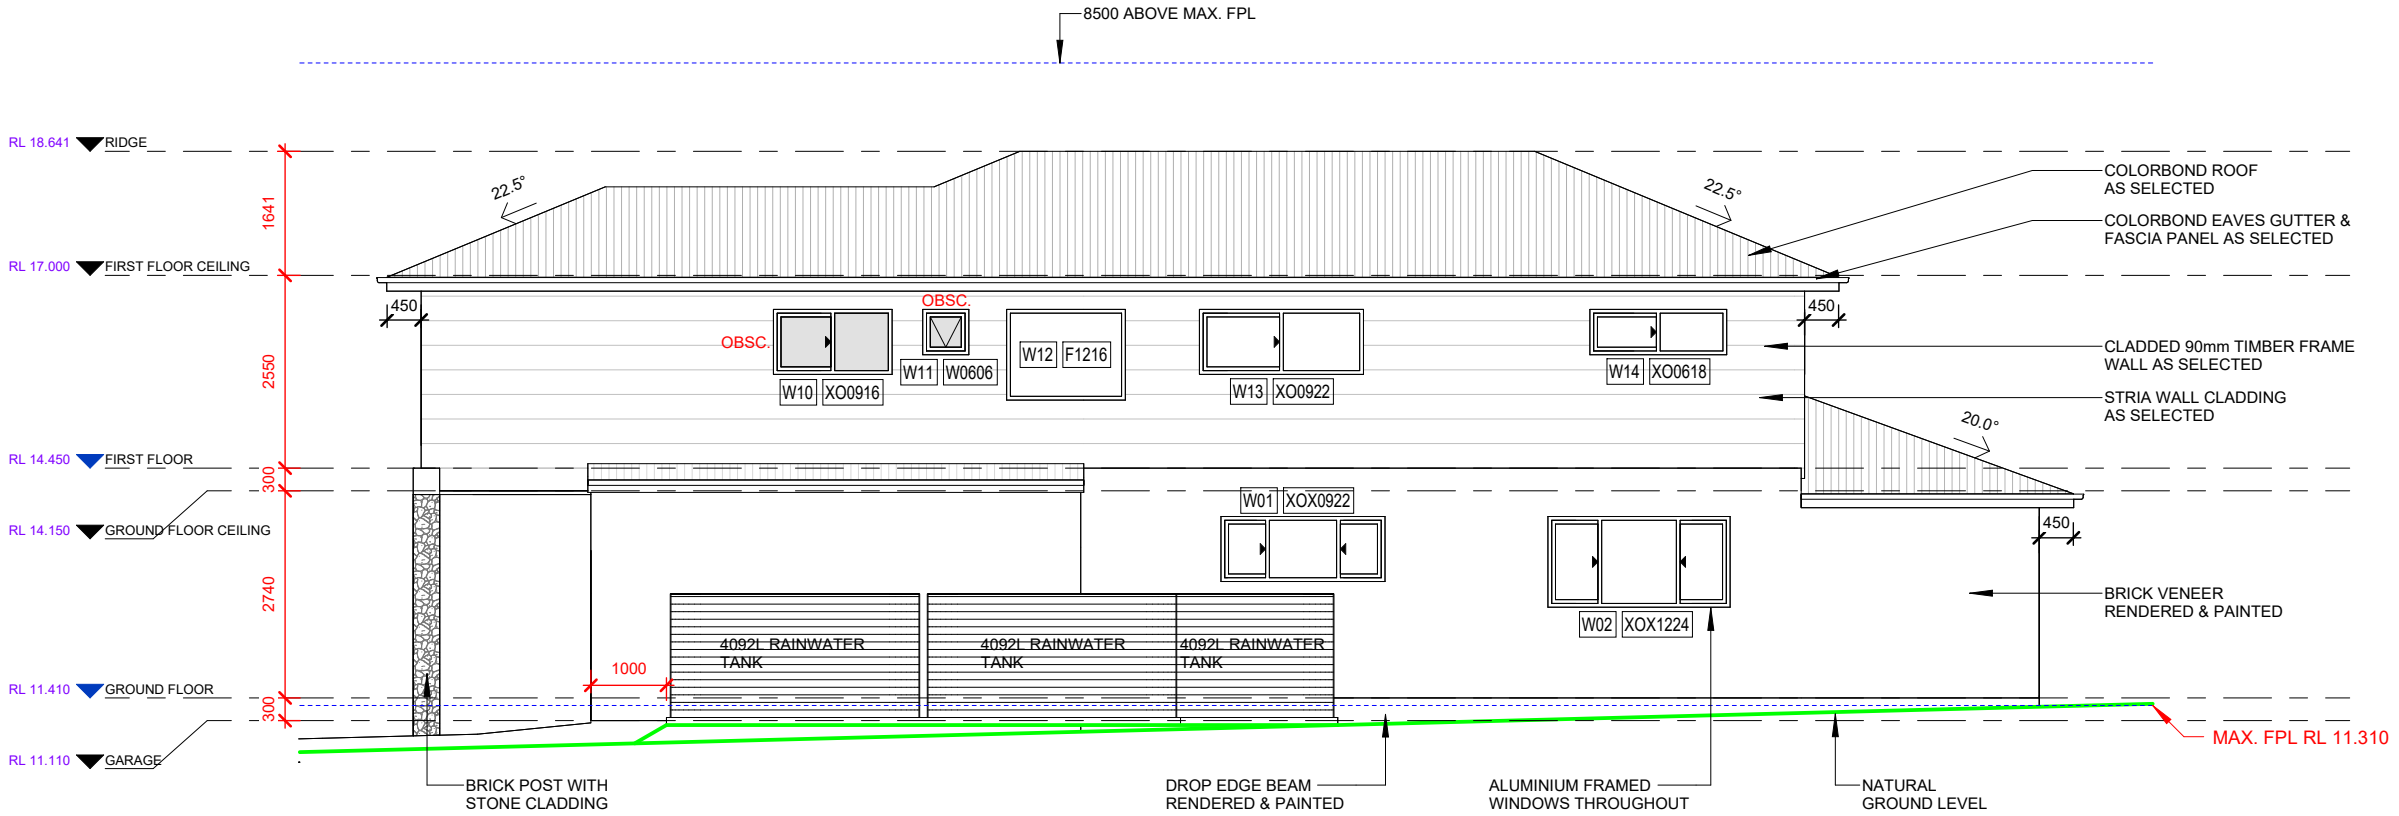 8500 ABOVE MAX. FPL
RL 18.641
RIDGE
1641
22.5°
22.5°
COLORBOND ROOF
AS SELECTED
COLORBOND EAVES GUTTER &
FASCIA PANEL AS SELECTED
RL 17.000
FIRST FLOOR CEILING
450
OBSC.
OBSC.
450
2550
W10
XO0916
W11
W0606
W12
F1216
W13
XO0922
W14
XO0618
CLADDED 90mm TIMBER FRAME
WALL AS SELECTED
STRIA WALL CLADDING
AS SELECTED
20.0°
RL 14.450
FIRST FLOOR
300
RL 14.150
GROUND FLOOR CEILING
W01
XOX0922
450
2740
BRICK VENEER
RENDERED & PAINTED
W02
XOX1224
4092L RAINWATER
TANK
4092L RAINWATER
TANK
4092L RAINWATER
TANK
1000
RL 11.410
GROUND FLOOR
300
RL 11.110
GARAGE
MAX. FPL RL 11.310
BRICK POST WITH
STONE CLADDING
DROP EDGE BEAM
RENDERED & PAINTED
ALUMINIUM FRAMED
WINDOWS THROUGHOUT
NATURAL
GROUND LEVEL